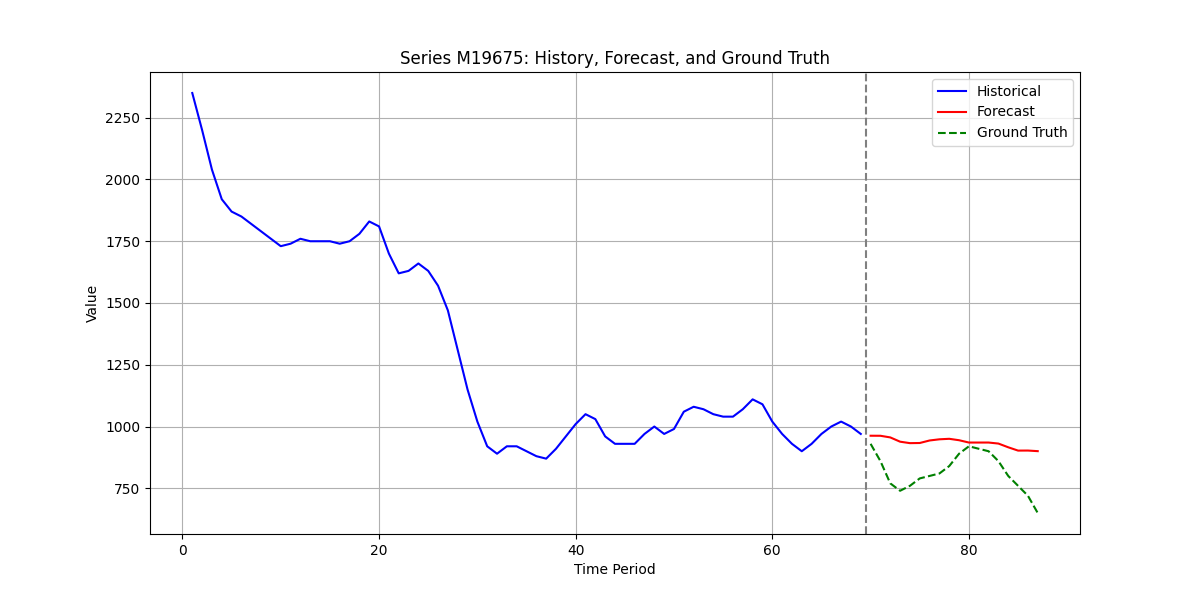 Series M19675: History, Forecast, and Ground Truth
Historical
Forecast
Ground Truth
Value
2250
2000
1750
1500
1250
1000
750
0 20 40 60 80
Time Period